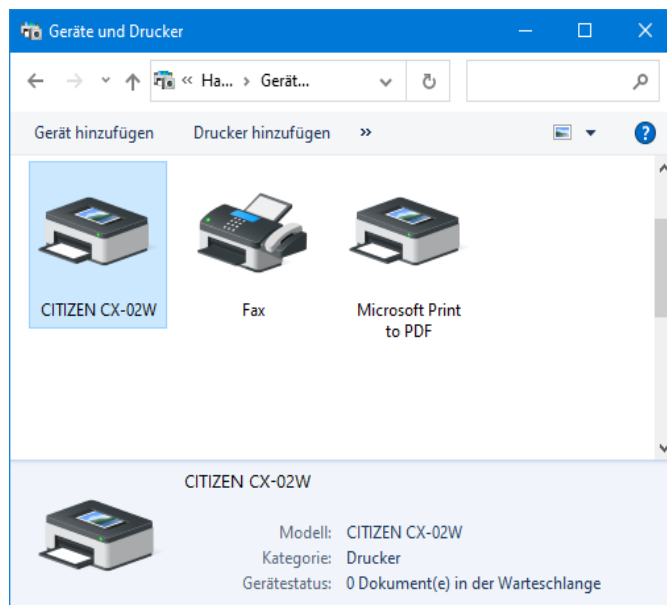 Geräte und Drucker
« Ha... › Gerät...
Gerät hinzufügen Drucker hinzufügen »
?
CITIZEN CX-02W Fax Microsoft Print
to PDF
CITIZEN CX-02W
Modell: CITIZEN CX-02W
Kategorie: Drucker
Gerätestatus: 0 Dokument(e) in der Warteschlange